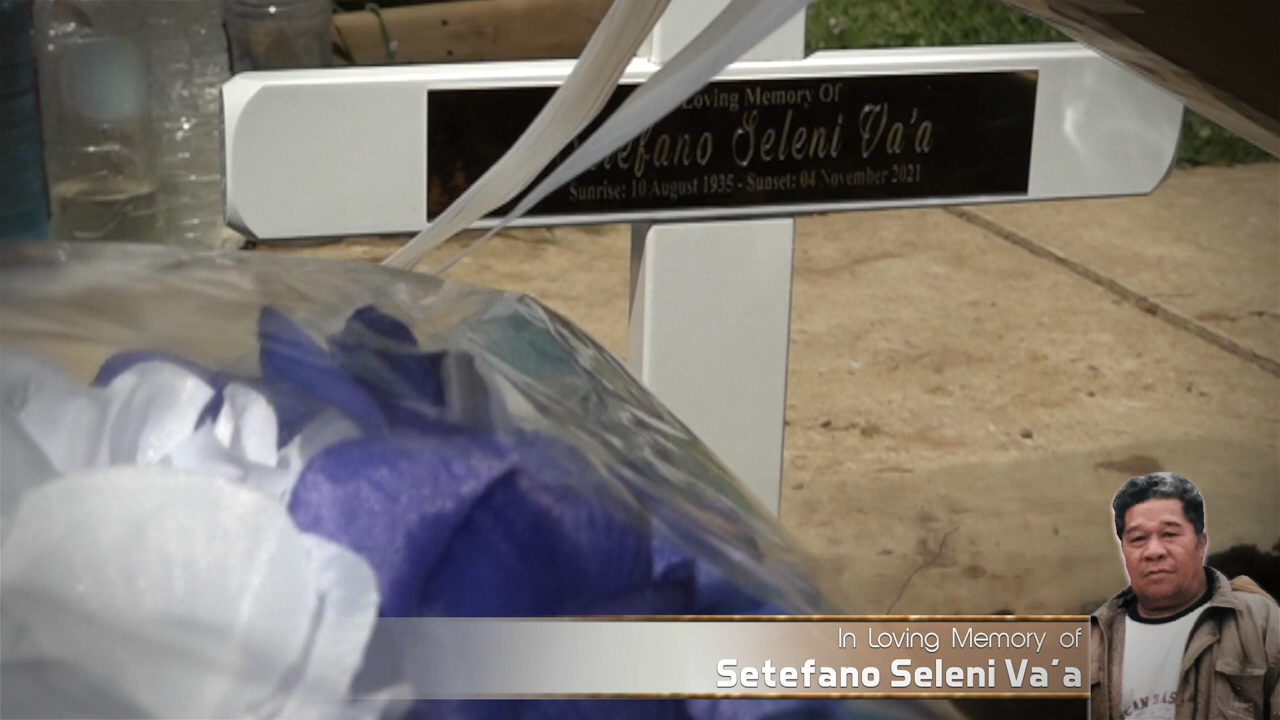 Loving Memory Of
Setefano Seleni Va'a
Sunrise: 10 August 1935 - Sunset: 04 November 2021
In Loving Memory of
Setefano Seleni Va'a